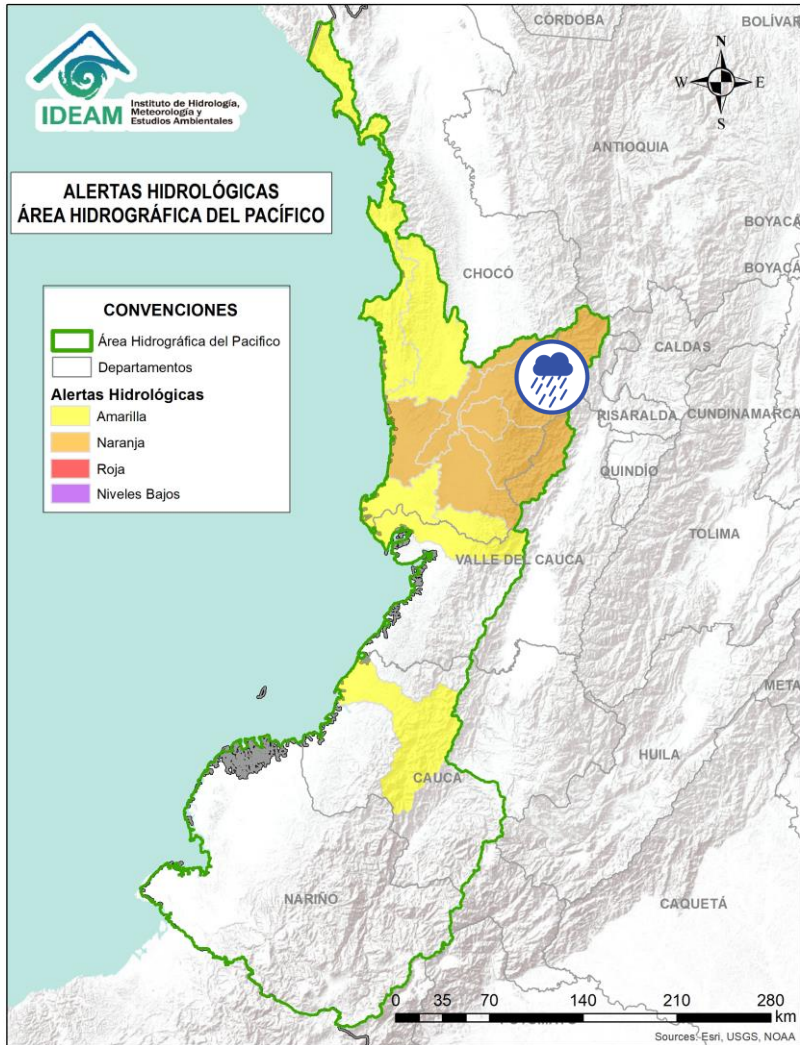 CÓRDOBA
BOLÍVAR
N
W
E
S
IDEAM
Instituto de Hidrología,
Meteorología y
Estudios Ambientales
ANTIOQUIA
ALERTAS HIDROLÓGICAS
ÁREA HIDROGRÁFICA DEL PACÍFICO
BOYACÁ
CHOCÓ
BOYACÁ
CONVENCIONES
Área Hidrográfica del Pacifico
Departamentos
Alertas Hidrológicas
Amarilla
Naranja
Roja
Niveles Bajos
CALDAS
RISARALDA
CUNDINAMARCA
QUINDÍO
TOLIMA
VALLE DEL CAUCA
META
HUILA
CAUCA
NARIÑO
CAQUETÁ
0 35 70 140 210 280
km
Sources: Esri, USGS, NOAA